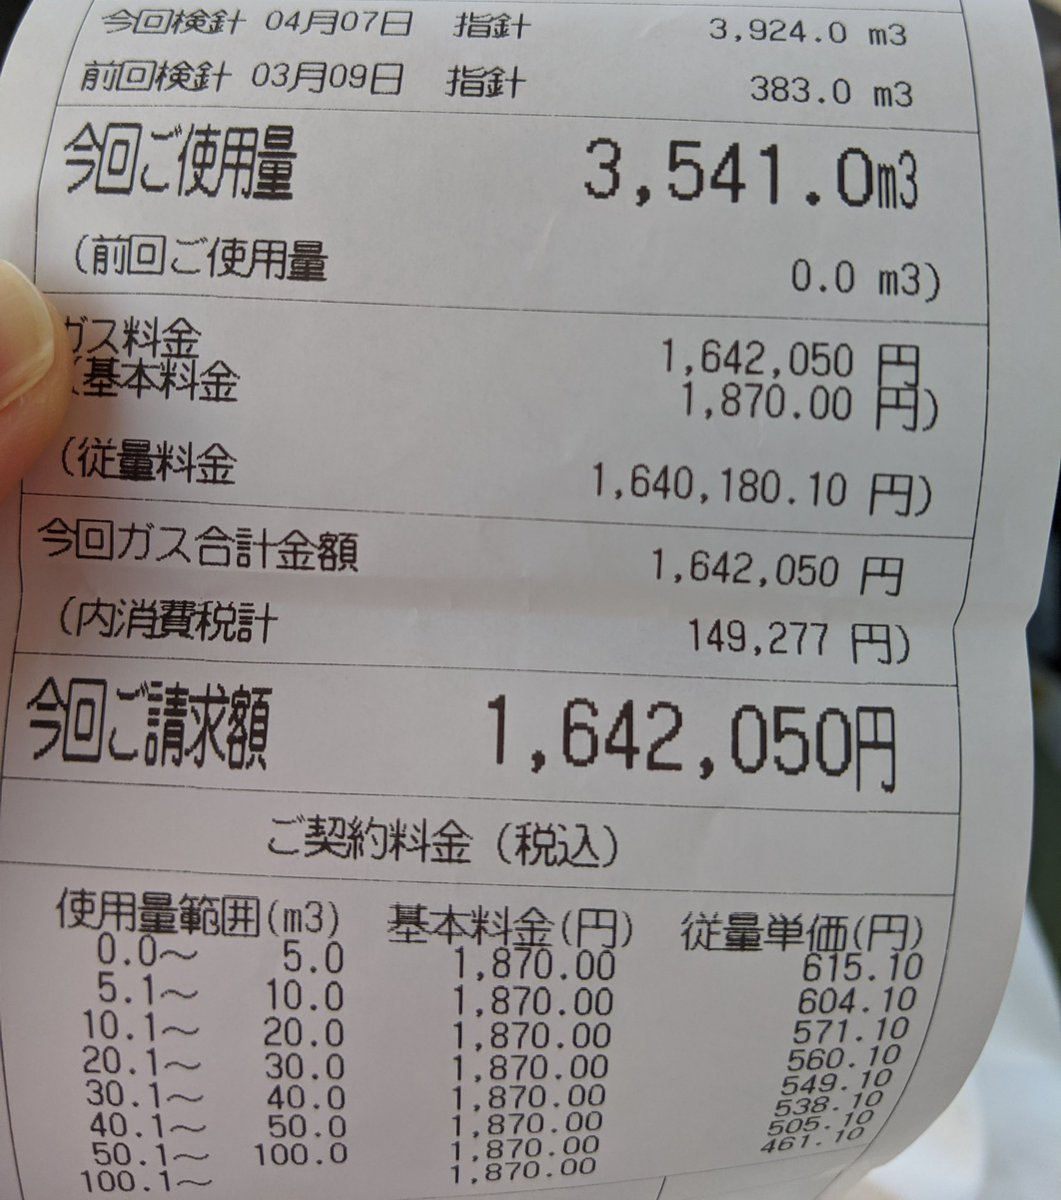 今回検針 04月07日 指針 3,924.0 m3
前回検針 03月09日 指針 383.0 m3
今回ご使用量 3,541.0m3
(前回ご使用量 0.0 m3)
ガス料金 1,642,050 円
(基本料金 1,870.00 円)
(従量料金 1,640,180.10 円)
今回ガス合計金額 1,642,050 円
(内消費税計 149,277 円)
今回ご請求額 1,642,050円
ご契約料金(税込)
使用量範囲(m3) 基本料金(円) 従量単価(円)
0.0～ 5.0 1,870.00 615.10
5.1～ 10.0 1,870.00 604.10
10.1～ 20.0 1,870.00 571.10
20.1～ 30.0 1,870.00 560.10
30.1～ 40.0 1,870.00 549.10
40.1～ 50.0 1,870.00 538.10
50.1～ 100.0 1,870.00 505.10
100.1～ 1,870.00 461.10